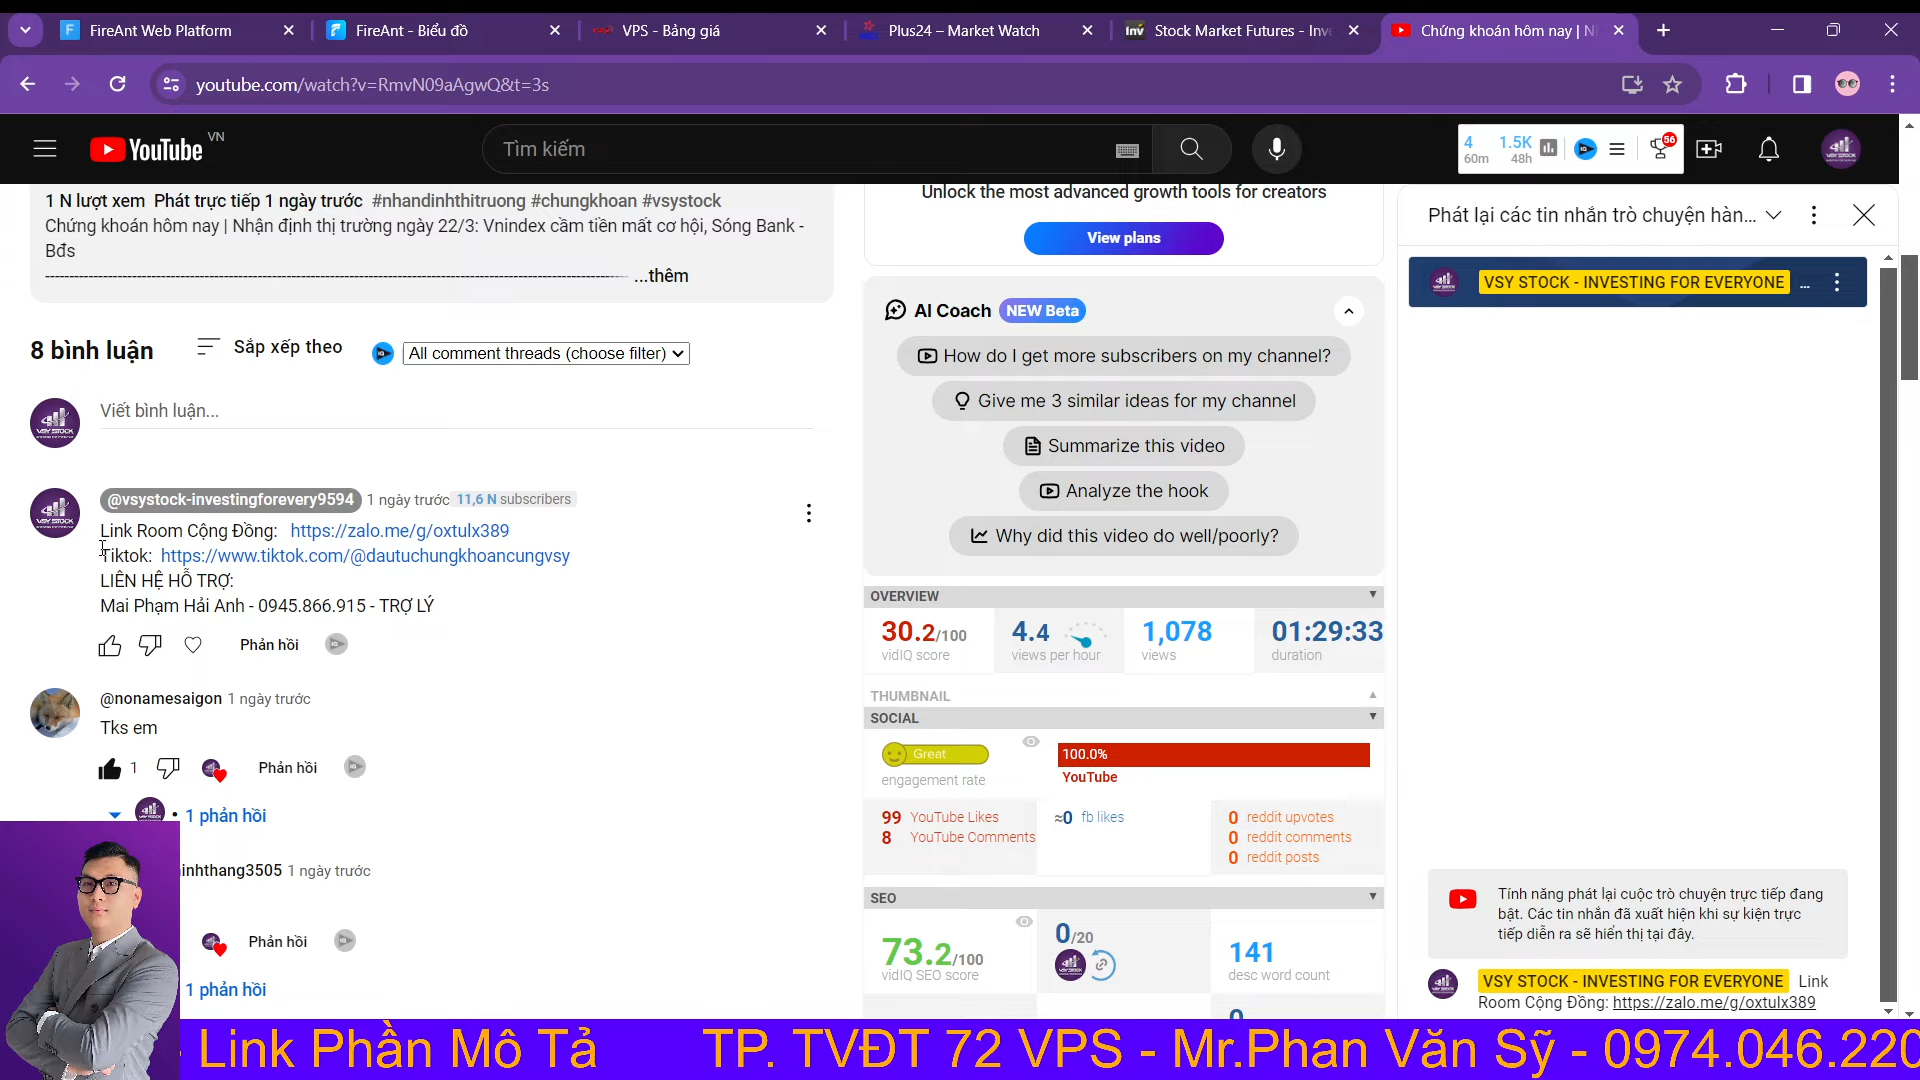 FireAnt Web Platform
FireAnt - Biểu đồ
VPS - Bảng giá
Plus24 – Market Watch
Inv
Stock Market Futures - Inve
Chứng khoán hôm nay | N
youtube.com/watch?v=RmvN09aAgwQ&t=3s
YouTube VN
Tìm kiếm
4 60m
1.5K 48h
56
1 N lượt xem Phát trực tiếp 1 ngày trước #nhandinhthitruong #chungkhoan #vsystock
Chứng khoán hôm nay | Nhận định thị trường ngày 22/3: Vnindex cầm tiền mất cơ hội, Sóng Bank -
Bđs
...thêm
8 bình luận
Sắp xếp theo
All comment threads (choose filter)
Viết bình luận...
@vsystock-investingforevery9594 1 ngày trước 11,6 N subscribers
Link Room Cộng Đồng: https://zalo.me/g/oxtulx389
Tiktok: https://www.tiktok.com/@dautuchungkhoancungvsy
LIÊN HỆ HỖ TRỢ:
Mai Phạm Hải Anh - 0945.866.915 - TRỢ LÝ
Phản hồi
@nonamesaigon 1 ngày trước
Tks em
1
Phản hồi
1 phản hồi
inhthang3505 1 ngày trước
Phản hồi
1 phản hồi
Unlock the most advanced growth tools for creators
View plans
AI Coach NEW Beta
How do I get more subscribers on my channel?
Give me 3 similar ideas for my channel
Summarize this video
Analyze the hook
Why did this video do well/poorly?
OVERVIEW
30.2/100
vidIQ score
4.4
views per hour
1,078
views
01:29:33
duration
THUMBNAIL
SOCIAL
Great
engagement rate
100.0%
YouTube
99 YouTube Likes
8 YouTube Comments
≈0 fb likes
0 reddit upvotes
0 reddit comments
0 reddit posts
SEO
73.2/100
vidIQ SEO score
0/20
141
desc word count
0
Phát lại các tin nhắn trò chuyện hàn...
VSY STOCK - INVESTING FOR EVERYONE ...
Tính năng phát lại cuộc trò chuyện trực tiếp đang
bật. Các tin nhắn đã xuất hiện khi sự kiện trực
tiếp diễn ra sẽ hiển thị tại đây.
VSY STOCK - INVESTING FOR EVERYONE Link
Room Cộng Đồng: https://zalo.me/g/oxtulx389
- Link Phần Mô Tả TP. TVĐT 72 VPS - Mr.Phan Văn Sỹ - 0974.046.220